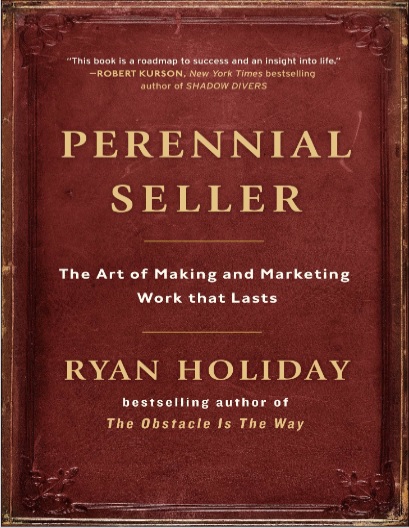 "This book is a roadmap to success and an insight into life."
—ROBERT KURSON, New York Times bestselling
author of SHADOW DIVERS
PERENNIAL
SELLER
The Art of Making and Marketing
Work that Lasts
RYAN HOLIDAY
bestselling author of
The Obstacle Is The Way